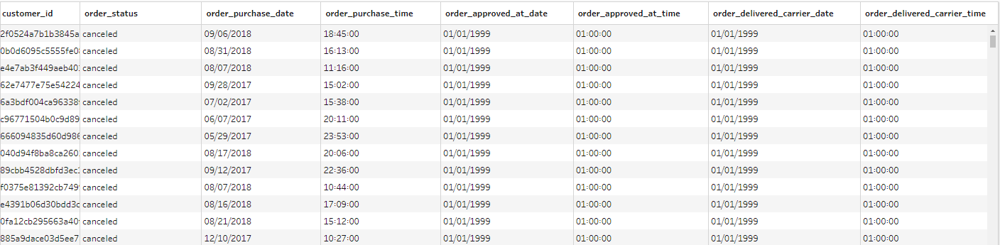 customer_id order_status order_purchase_date order_purchase_time order_approved_at_date order_approved_at_time order_delivered_carrier_date order_delivered_carrier_time
2f0524a7b1b3845a canceled 09/06/2018 18:45:00 01/01/1999 01:00:00 01/01/1999 01:00:00
0b0d6095c5555fe0 canceled 08/31/2018 16:13:00 01/01/1999 01:00:00 01/01/1999 01:00:00
e4e7ab3f449aeb40 canceled 08/07/2018 11:16:00 01/01/1999 01:00:00 01/01/1999 01:00:00
62e7477e75e54224 canceled 09/28/2017 15:02:00 01/01/1999 01:00:00 01/01/1999 01:00:00
6a3bdf004ca96338 canceled 07/02/2017 15:38:00 01/01/1999 01:00:00 01/01/1999 01:00:00
c96771504b0c9d89 canceled 06/07/2017 20:11:00 01/01/1999 01:00:00 01/01/1999 01:00:00
666094835d60d986 canceled 05/29/2017 23:53:00 01/01/1999 01:00:00 01/01/1999 01:00:00
040d94f8ba8ca260 canceled 08/17/2018 20:06:00 01/01/1999 01:00:00 01/01/1999 01:00:00
89cbb4528dbfd3ec canceled 09/12/2017 22:36:00 01/01/1999 01:00:00 01/01/1999 01:00:00
f0375e81392cb749 canceled 08/07/2018 10:44:00 01/01/1999 01:00:00 01/01/1999 01:00:00
e4391b06d30bdd3c canceled 08/16/2018 17:09:00 01/01/1999 01:00:00 01/01/1999 01:00:00
0fa12cb295663a40 canceled 08/21/2018 15:12:00 01/01/1999 01:00:00 01/01/1999 01:00:00
885a9dace03d5ee7 canceled 12/10/2017 10:27:00 01/01/1999 01:00:00 01/01/1999 01:00:00